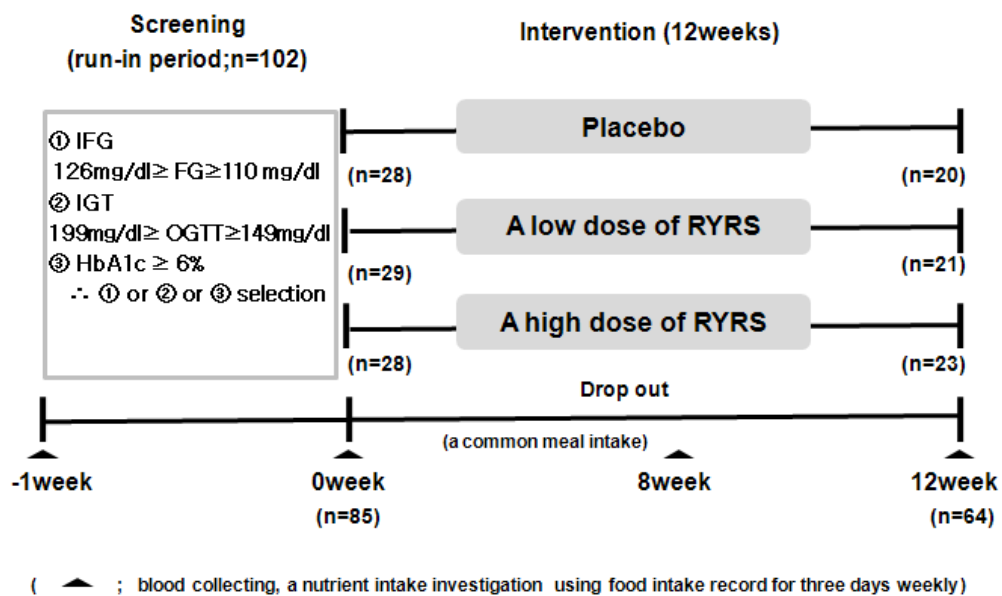 Screening
(run-in period;n=102)
Intervention (12weeks)
① IFG
126mg/dl≥ FG≥110 mg/dl
② IGT
199mg/dl≥ OGTT≥149mg/dl
③ HbA1c ≥ 6%
∴ ① or ② or ③ selection
Placebo
(n=28)
(n=20)
A low dose of RYRS
(n=29)
(n=21)
A high dose of RYRS
(n=28)
(n=23)
Drop out
(a common meal intake)
-1week
0week
8week
12week
(n=85)
(n=64)
( ; blood collecting, a nutrient intake investigation using food intake record for three days weekly)